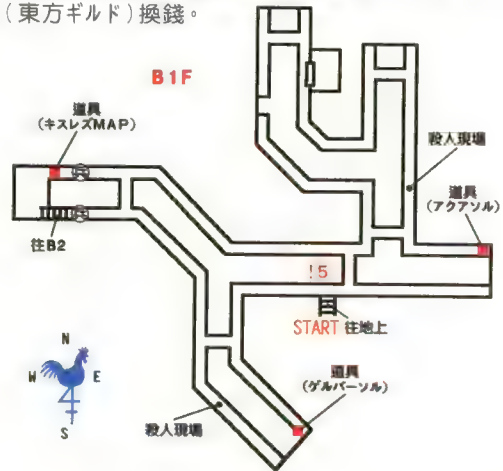 (東方ギルド)換錢。
B1F
道具
(キスレズMAP)
殺人現場
道具
(アクアソル)
往B2
!5
START 往地上
N
W E
S
道具
(ゲルバーソル)
殺人現場